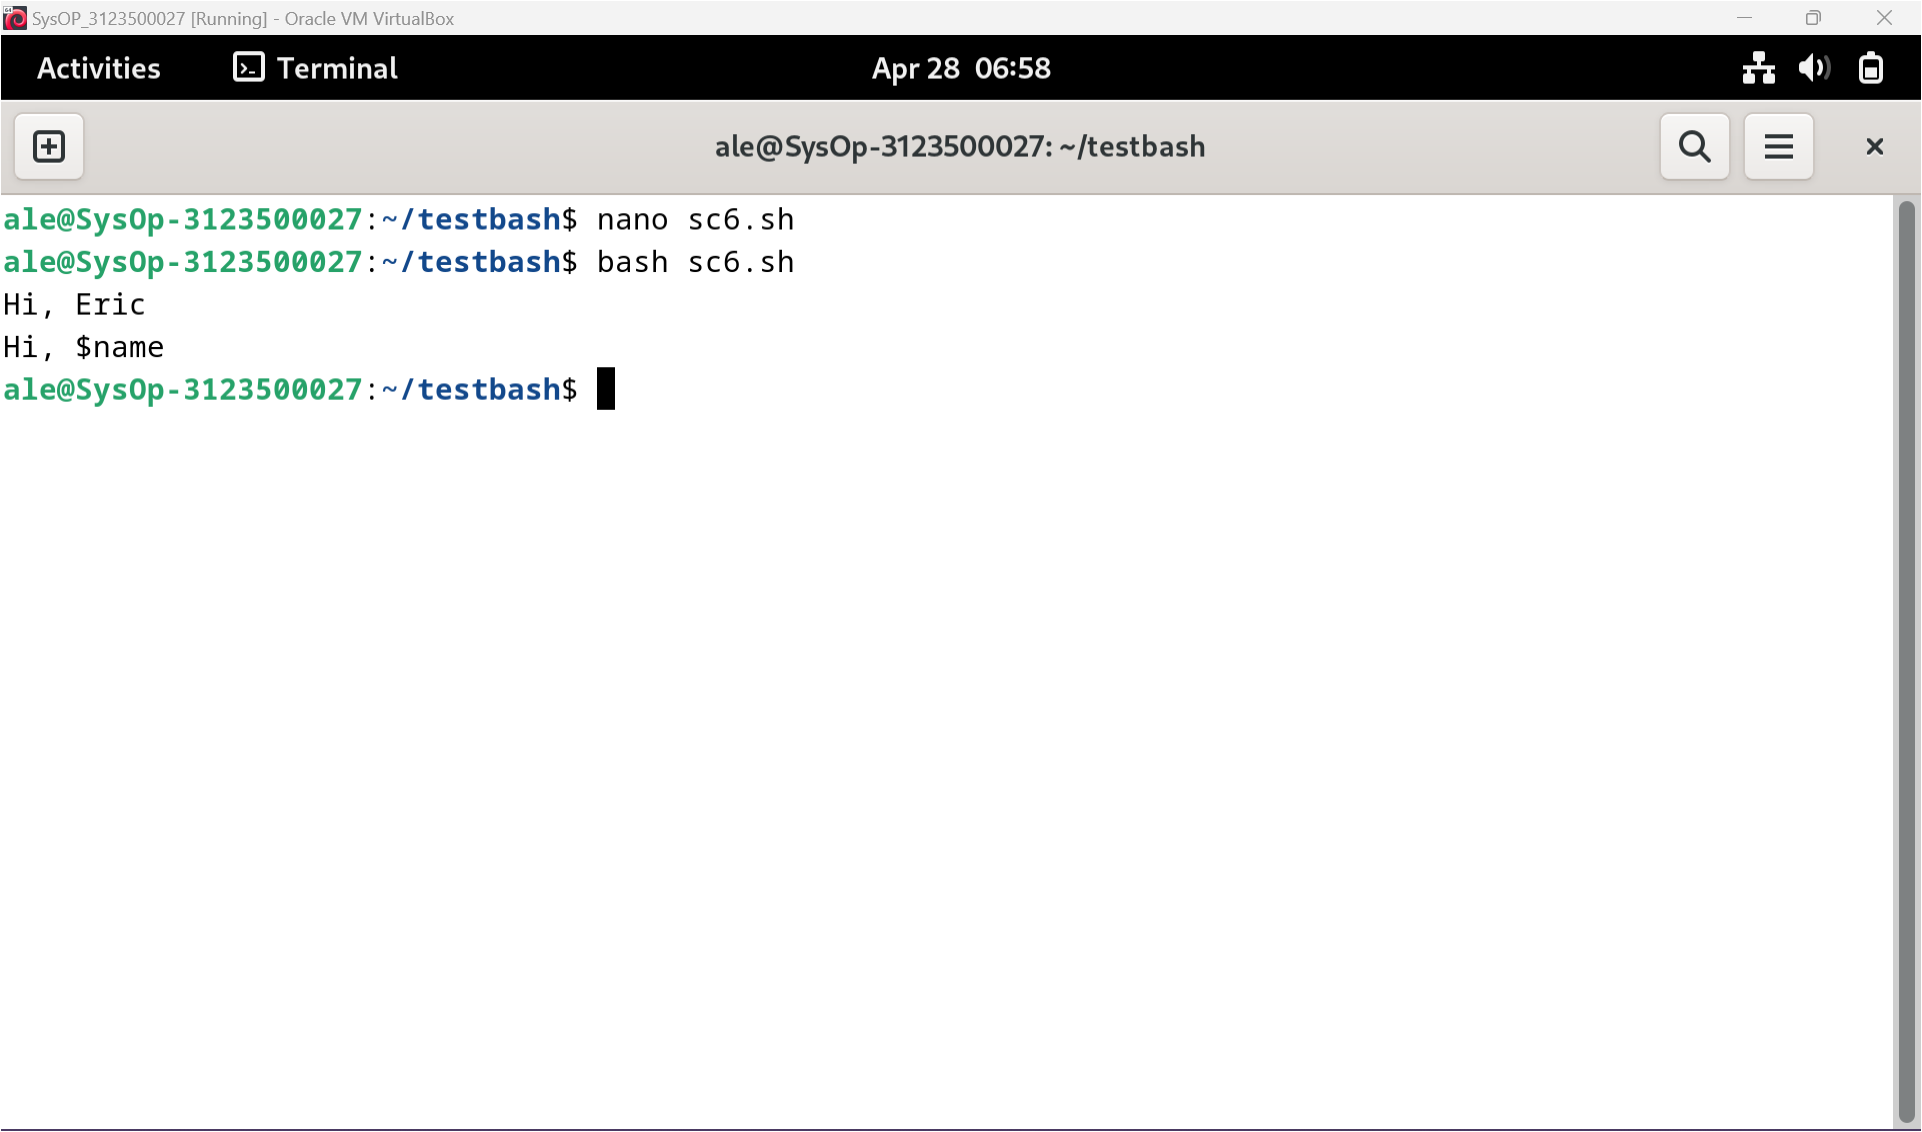 SysOP_3123500027 [Running] - Oracle VM VirtualBox
Activities Terminal Apr 28 06:58
ale@SysOp-3123500027: ~/testbash
ale@SysOp-3123500027:~/testbash$ nano sc6.sh
ale@SysOp-3123500027:~/testbash$ bash sc6.sh
Hi, Eric
Hi, $name
ale@SysOp-3123500027:~/testbash$